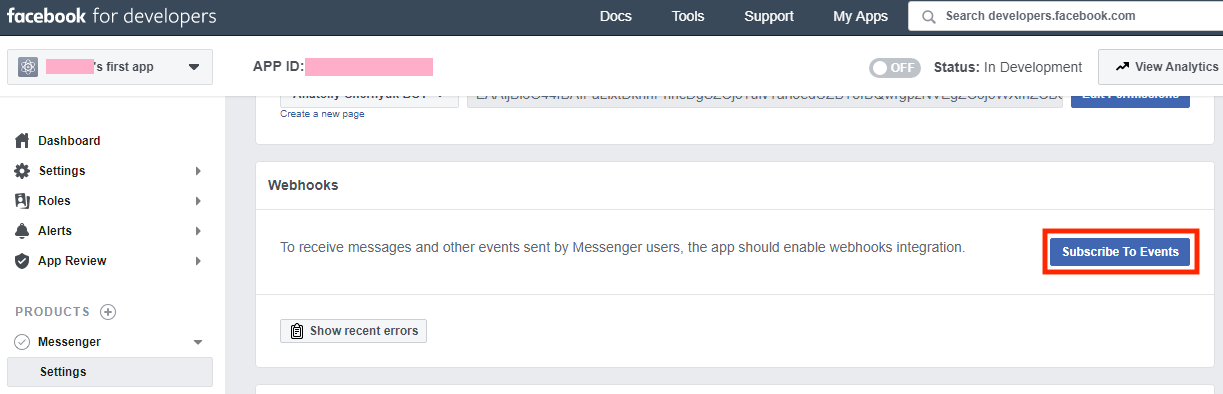 facebook for developers
Docs Tools Support My Apps Search developers.facebook.com
's first app APP ID: OFF Status: In Development View Analytics
Create a new page
Dashboard
Settings
Roles
Alerts
App Review
PRODUCTS
Messenger
Settings
Webhooks
To receive messages and other events sent by Messenger users, the app should enable webhooks integration. Subscribe To Events
Show recent errors